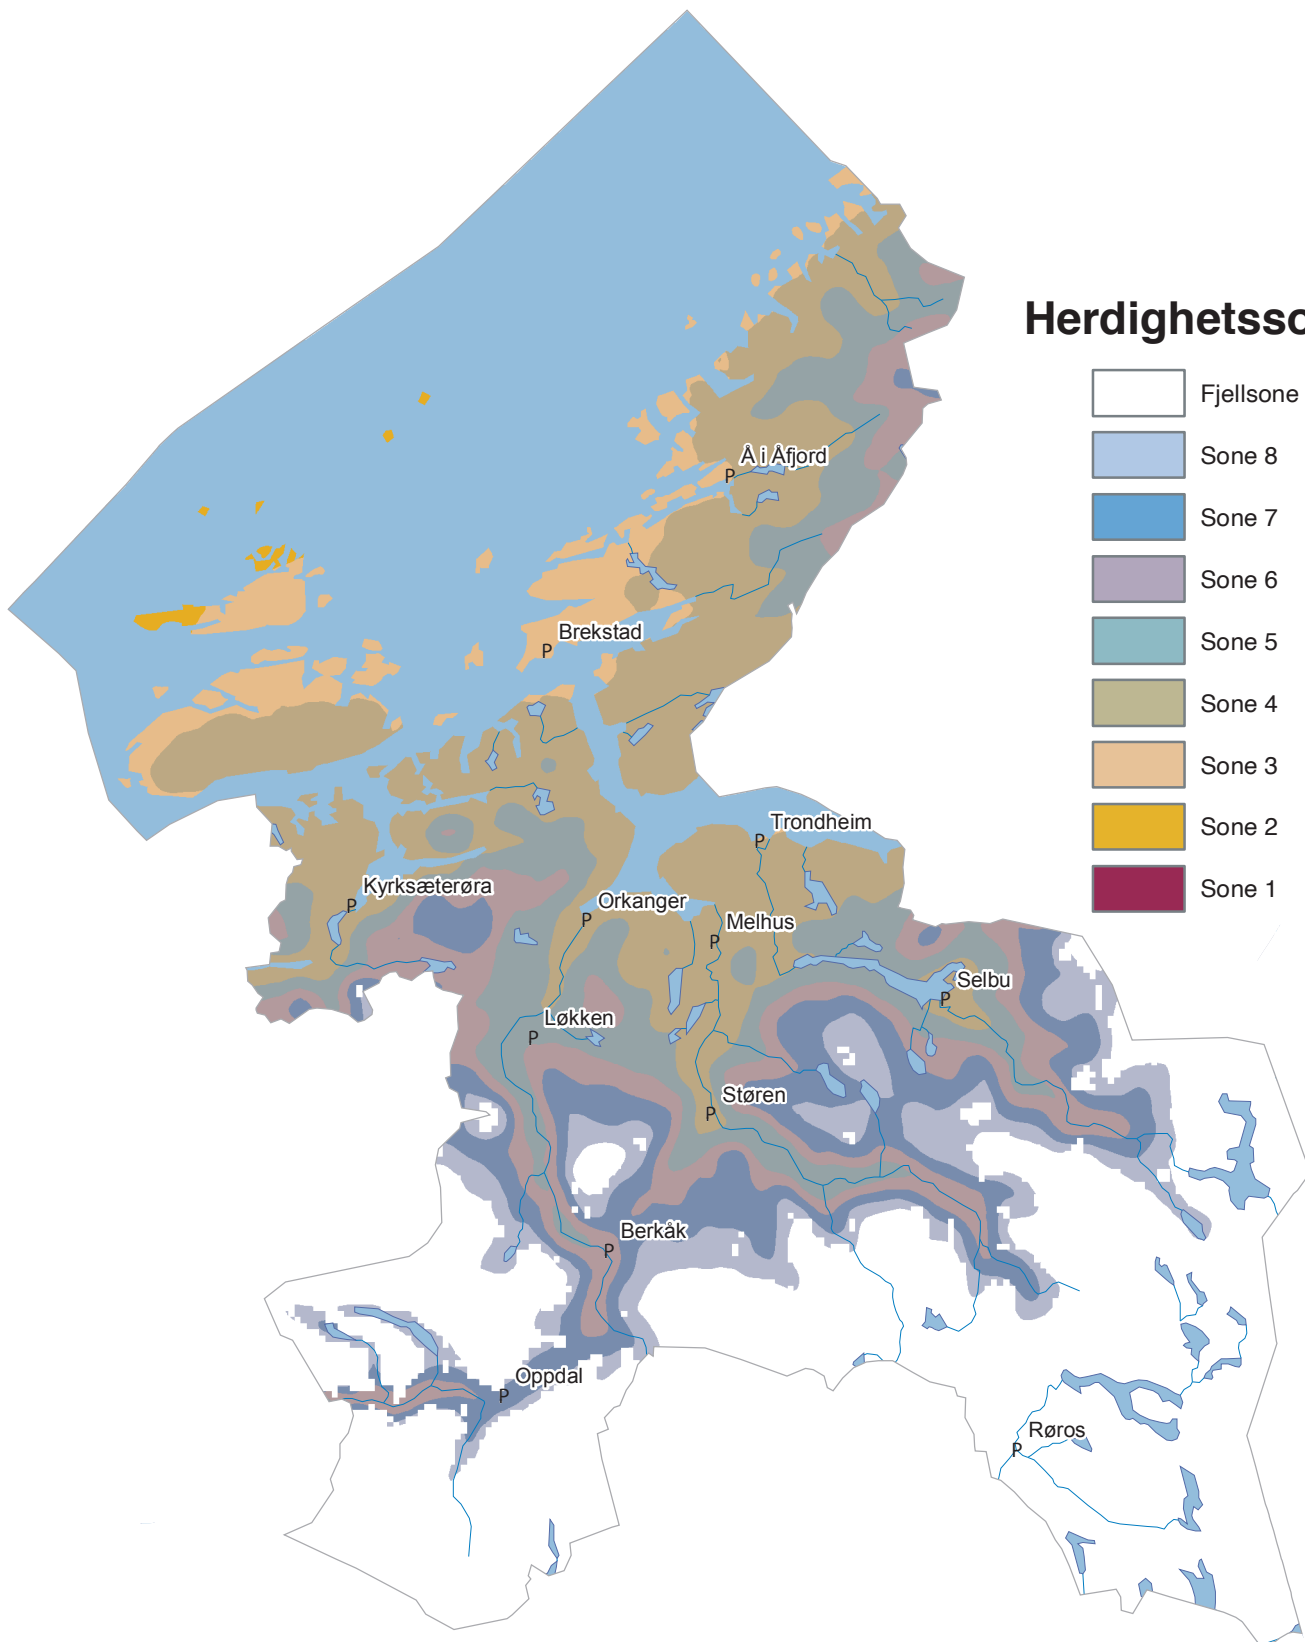 Herdighetsso
Fjellsone
Sone 8
Sone 7
Sone 6
Sone 5
Sone 4
Sone 3
Sone 2
Sone 1
Å i Åfjord
P
Brekstad
P
Trondheim
P
Kyrksæterøra
P
Orkanger
P
Melhus
P
Selbu
P
Løkken
P
Støren
P
Berkåk
P
Oppdal
P
Røros
P